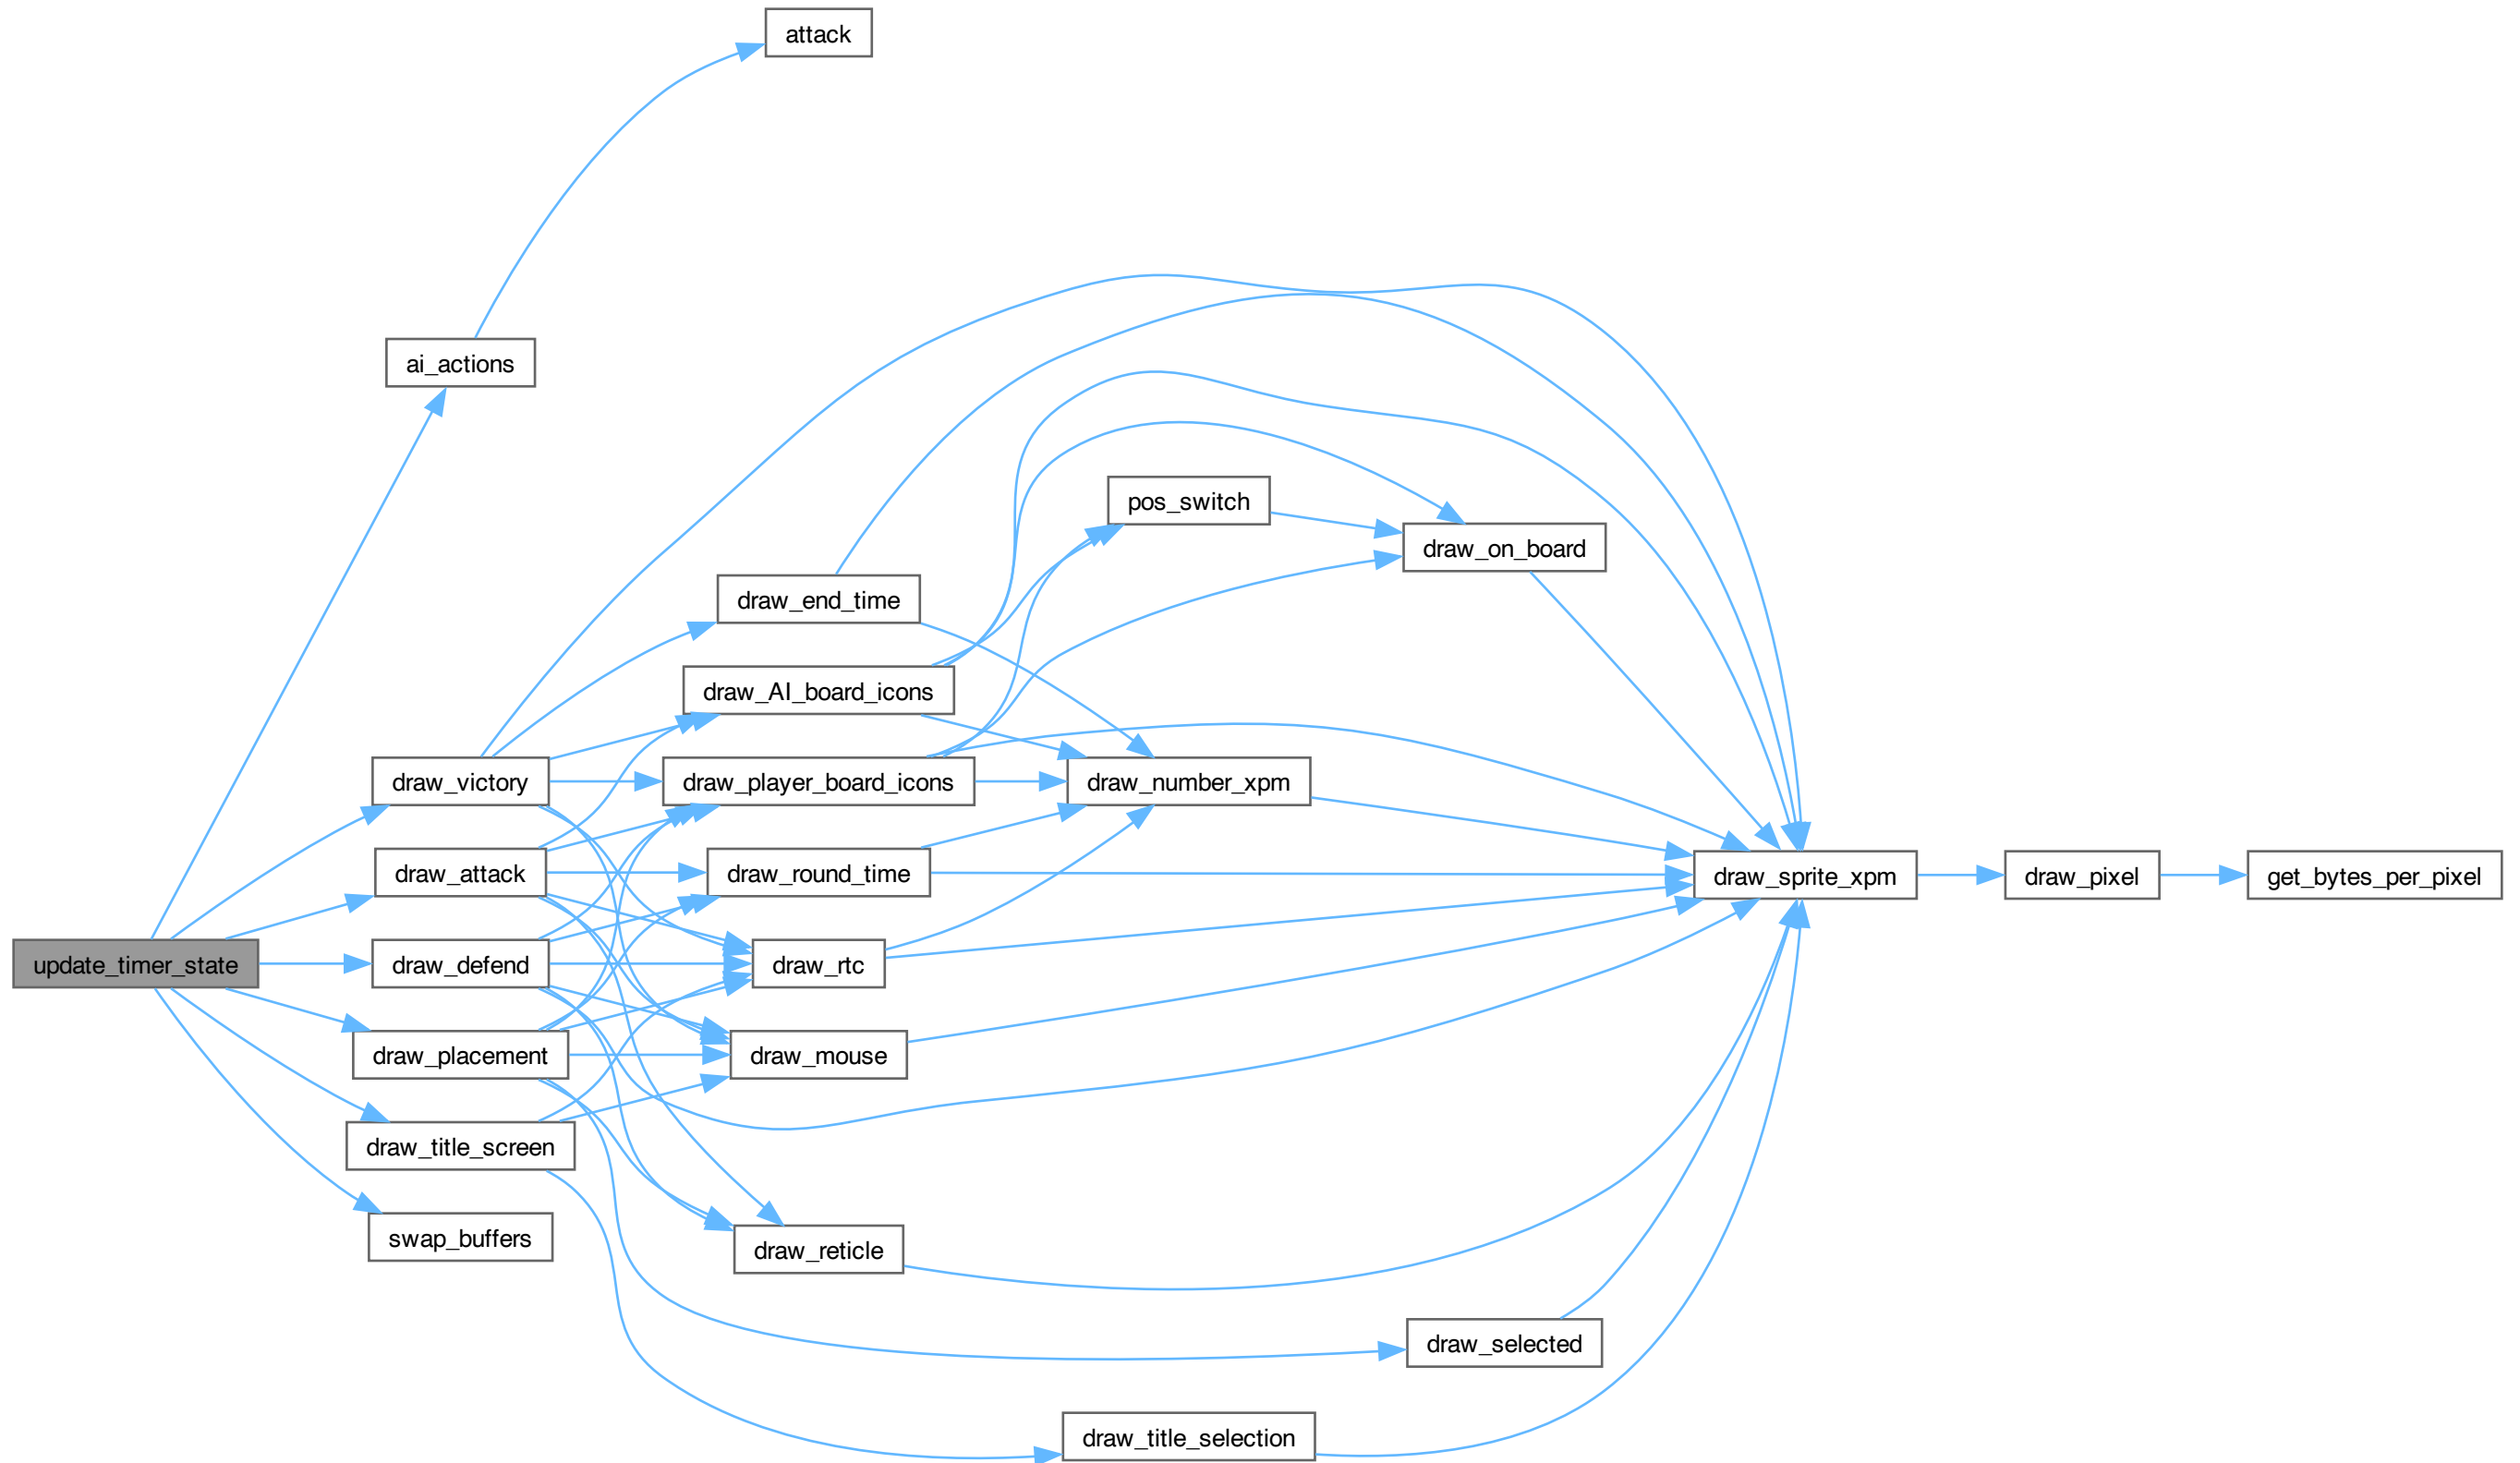 attack
ai_actions
pos_switch
draw_on_board
draw_end_time
draw_AI_board_icons
draw_victory
draw_player_board_icons
draw_number_xpm
draw_attack
draw_round_time
draw_sprite_xpm
draw_pixel
get_bytes_per_pixel
update_timer_state
draw_defend
draw_rtc
draw_placement
draw_mouse
draw_title_screen
swap_buffers
draw_reticle
draw_selected
draw_title_selection